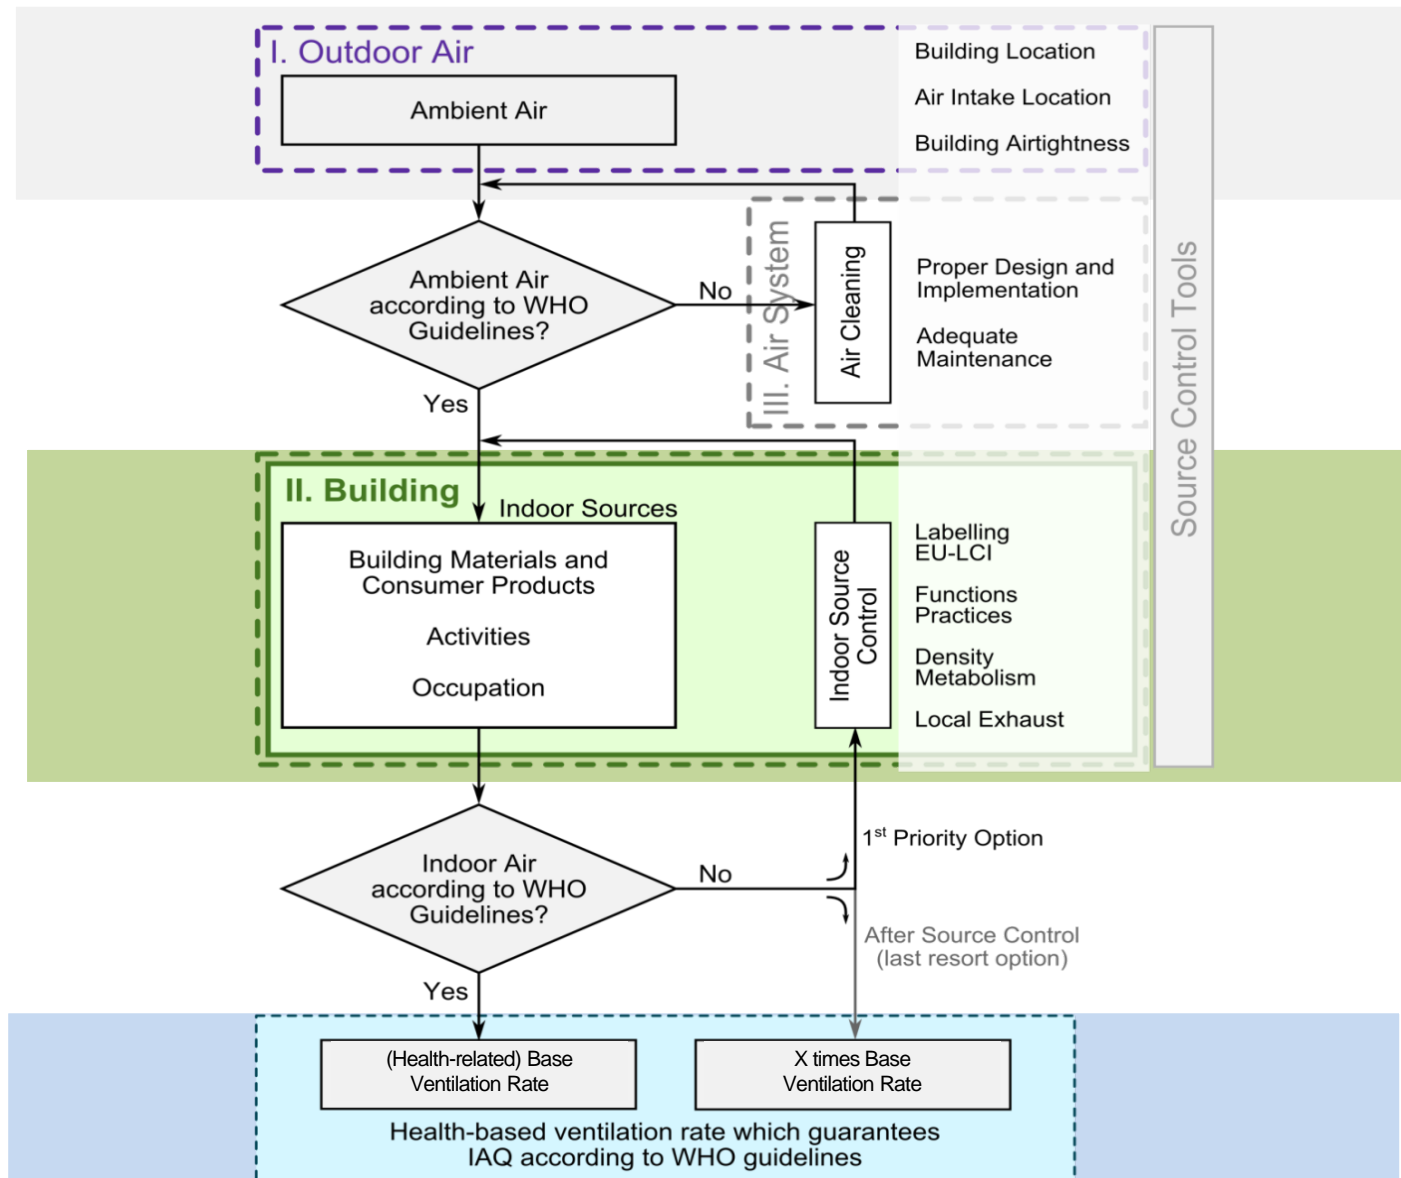 I. Outdoor Air
Ambient Air
Building Location
Air Intake Location
Building Airtightness
Source Control Tools
Ambient Air
according to WHO
Guidelines?
No
III. Air System
Air Cleaning
Proper Design and
Implementation
Adequate
Maintenance
Yes
II. Building
Indoor Sources
Building Materials and
Consumer Products
Activities
Occupation
Indoor Source
Control
Labelling
EU-LCI
Functions
Practices
Density
Metabolism
Local Exhaust
Indoor Air
according to WHO
Guidelines?
No
1st Priority Option
After Source Control
(last resort option)
Yes
(Health-related) Base
Ventilation Rate
X times Base
Ventilation Rate
Health-based ventilation rate which guarantees
IAQ according to WHO guidelines